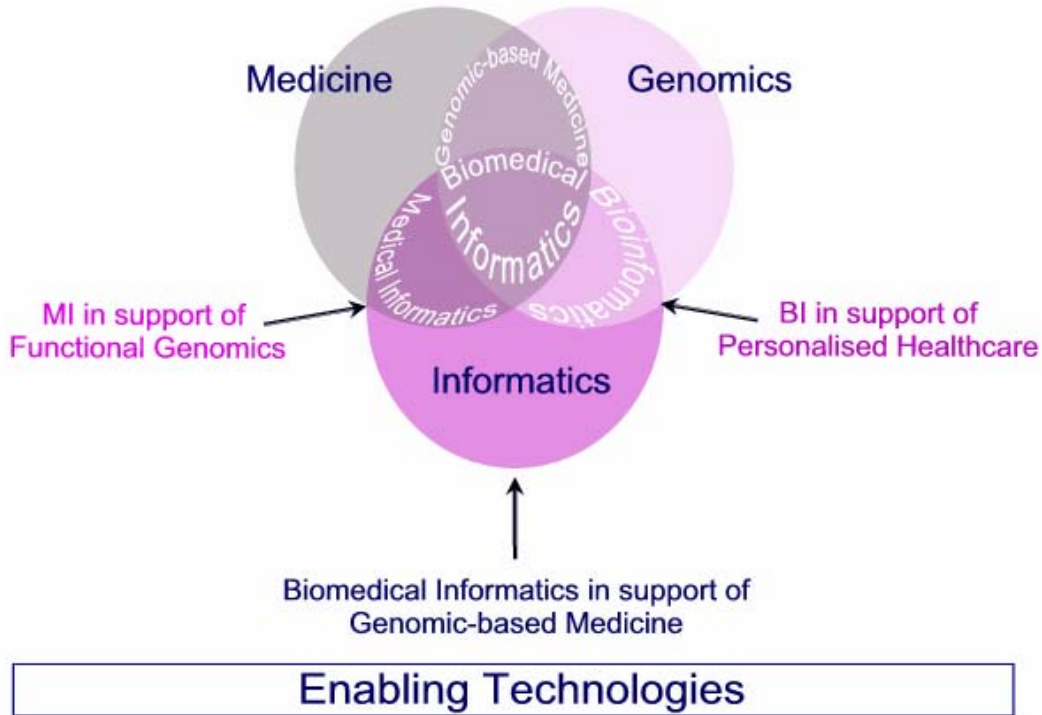 Medicine
Genomics
Genomic-based Medicine
Biomedical
Informatics
Medical Informatics
Bioinformatics
MI in support of
Functional Genomics
BI in support of
Personalised Healthcare
Informatics
Biomedical Informatics in support of
Genomic-based Medicine
Enabling Technologies